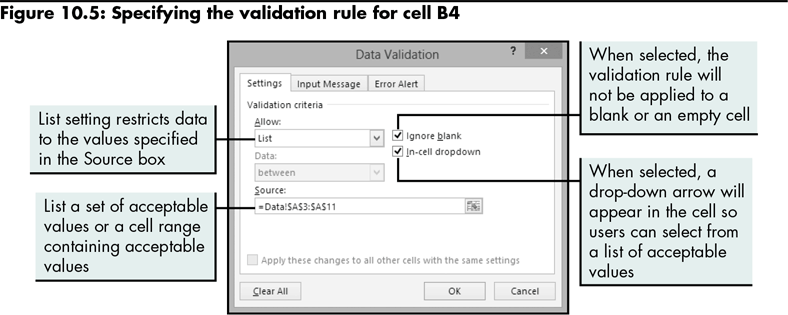 Figure 10.5: Specifying the validation rule for cell B4
Data Validation
?
Settings
Input Message
Error Alert
Validation criteria
Allow:
List
Ignore blank
In-cell dropdown
Data:
between
Source:
=Data!$A$3:$A$11
Apply these changes to all other cells with the same settings
Clear All
OK
Cancel
List setting restricts data
to the values specified
in the Source box
List a set of acceptable
values or a cell range
containing acceptable
values
When selected, the
validation rule will
not be applied to a
blank or an empty cell
When selected, a
drop-down arrow will
appear in the cell so
users can select from
a list of acceptable
values